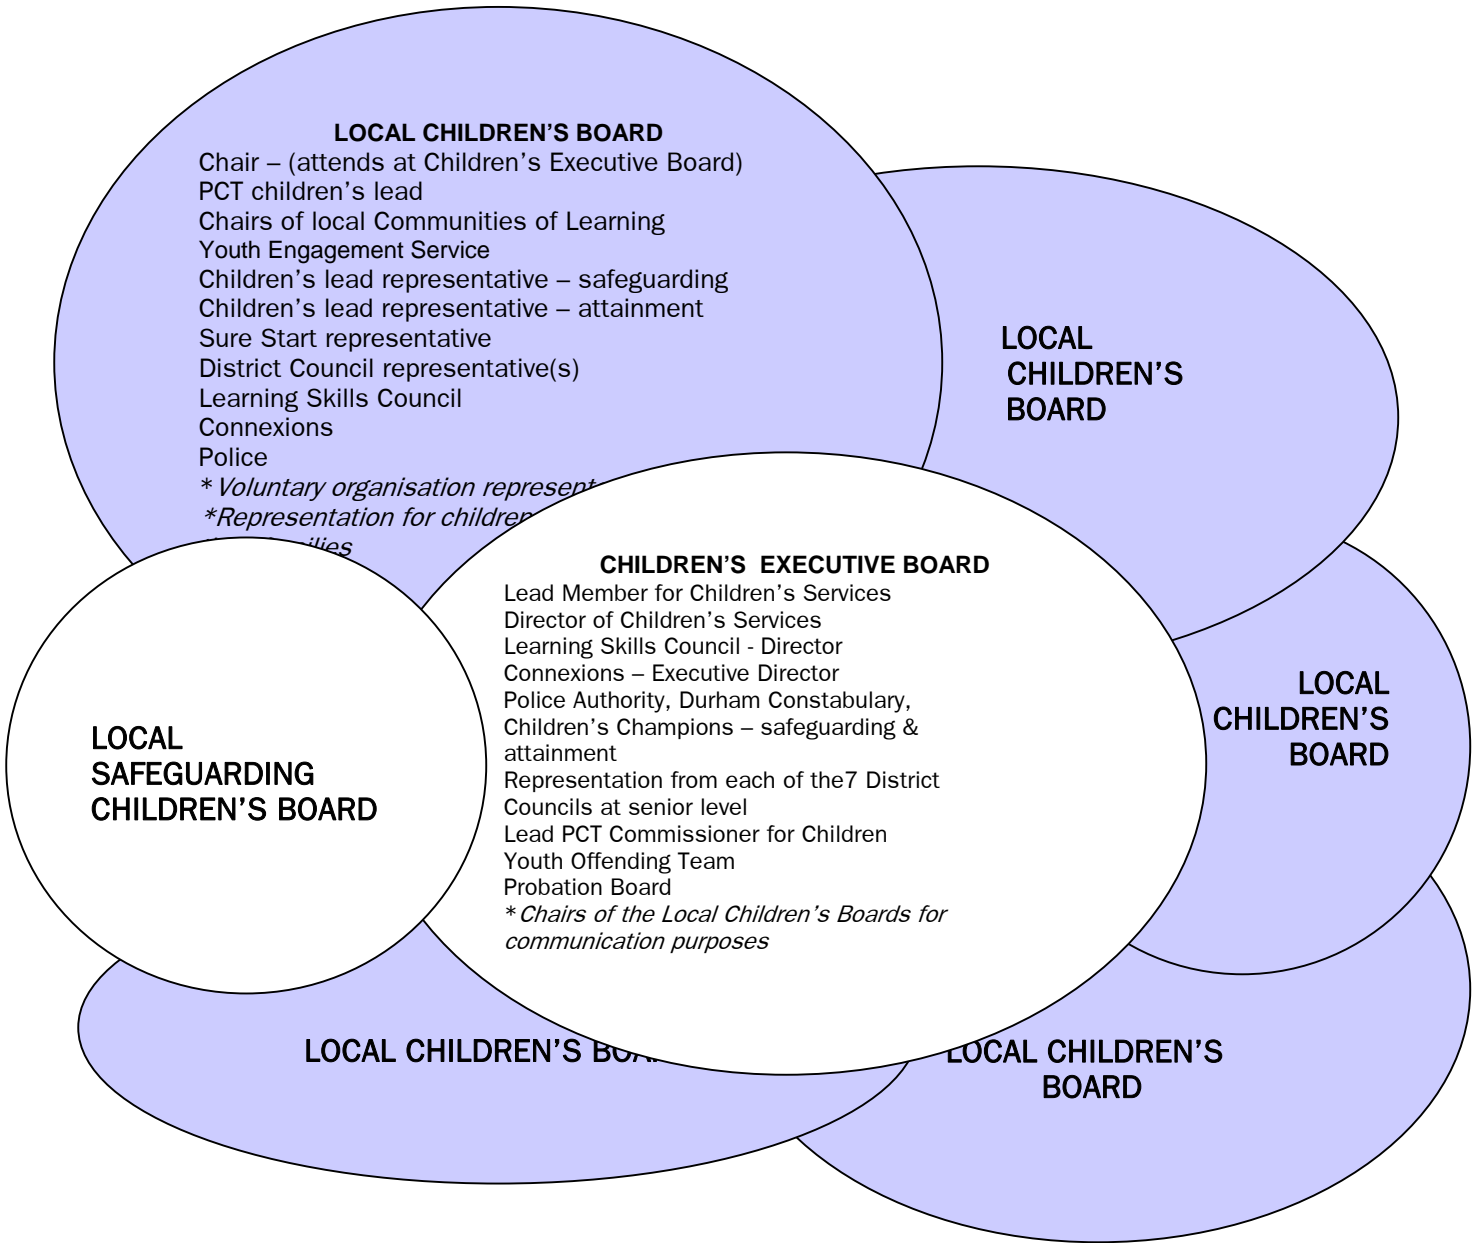 LOCAL CHILDREN’S BOARD
Chair – (attends at Children’s Executive Board)
PCT children’s lead
Chairs of local Communities of Learning
Youth Engagement Service
Children’s lead representative – safeguarding
Children’s lead representative – attainment
Sure Start representative
District Council representative(s)
Learning Skills Council
Connexions
Police
*Voluntary organisation
*Representation for children
LOCAL
CHILDREN’S
BOARD
CHILDREN’S EXECUTIVE BOARD
Lead Member for Children’s Services
Director of Children’s Services
Learning Skills Council - Director
Connexions – Executive Director
Police Authority, Durham Constabulary,
Children’s Champions – safeguarding &
attainment
Representation from each of the7 District
Councils at senior level
Lead PCT Commissioner for Children
Youth Offending Team
Probation Board
*Chairs of the Local Children’s Boards for
communication purposes
LOCAL
CHILDREN’S
BOARD
LOCAL
SAFEGUARDING
CHILDREN’S BOARD
LOCAL CHILDREN’S
LOCAL CHILDREN’S
BOARD